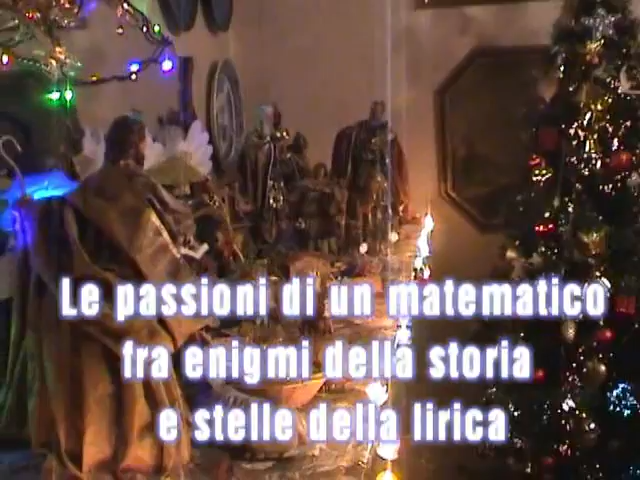 Le passioni di un matematico
fra enigmi della storia
e stelle della lirica